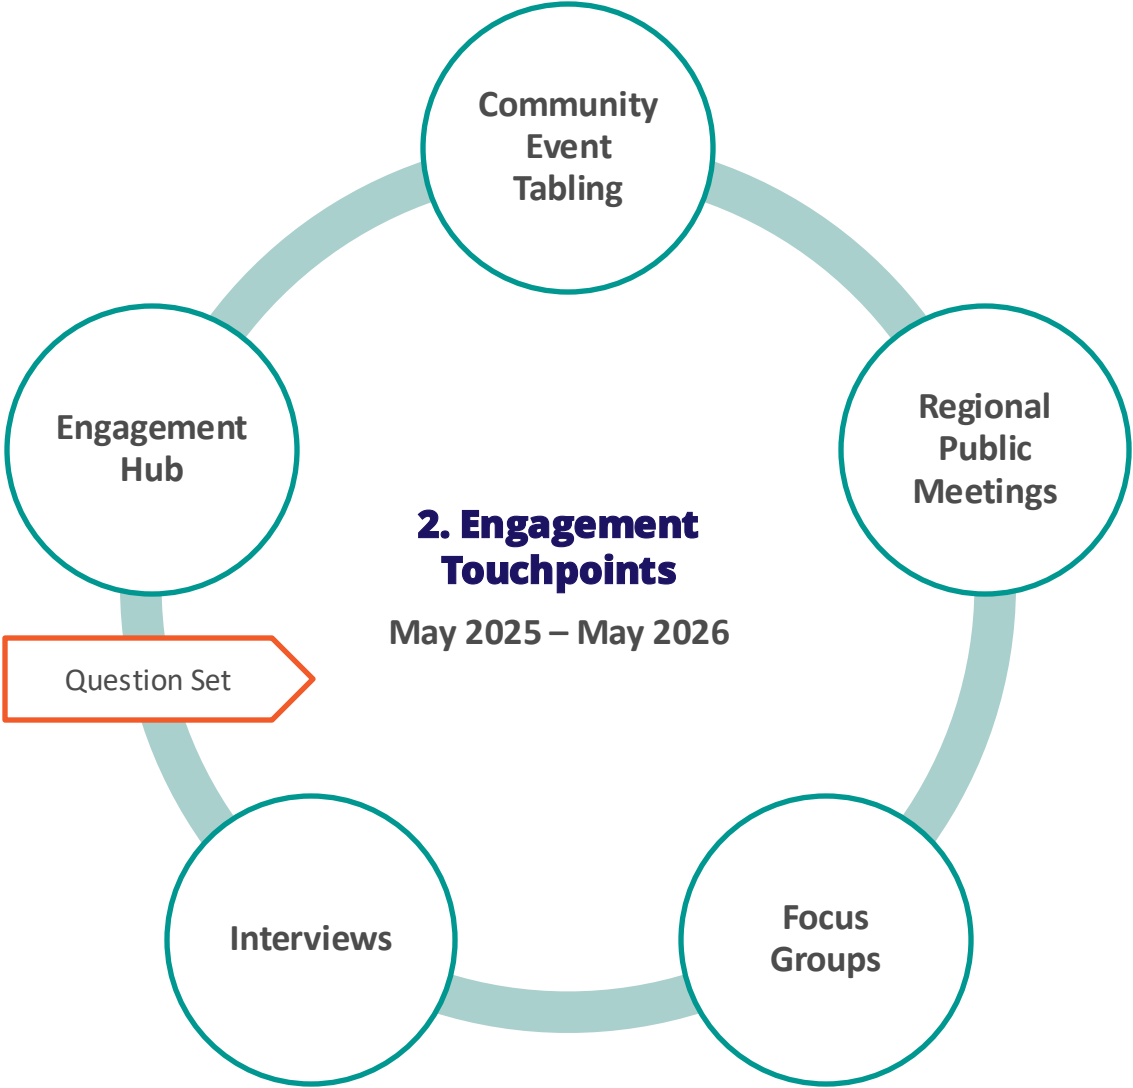 Community
Event
Tabling
Regional
Public
Meetings
Engagement
Hub
2. Engagement
Touchpoints
May 2025 – May 2026
Question Set
Interviews
Focus
Groups